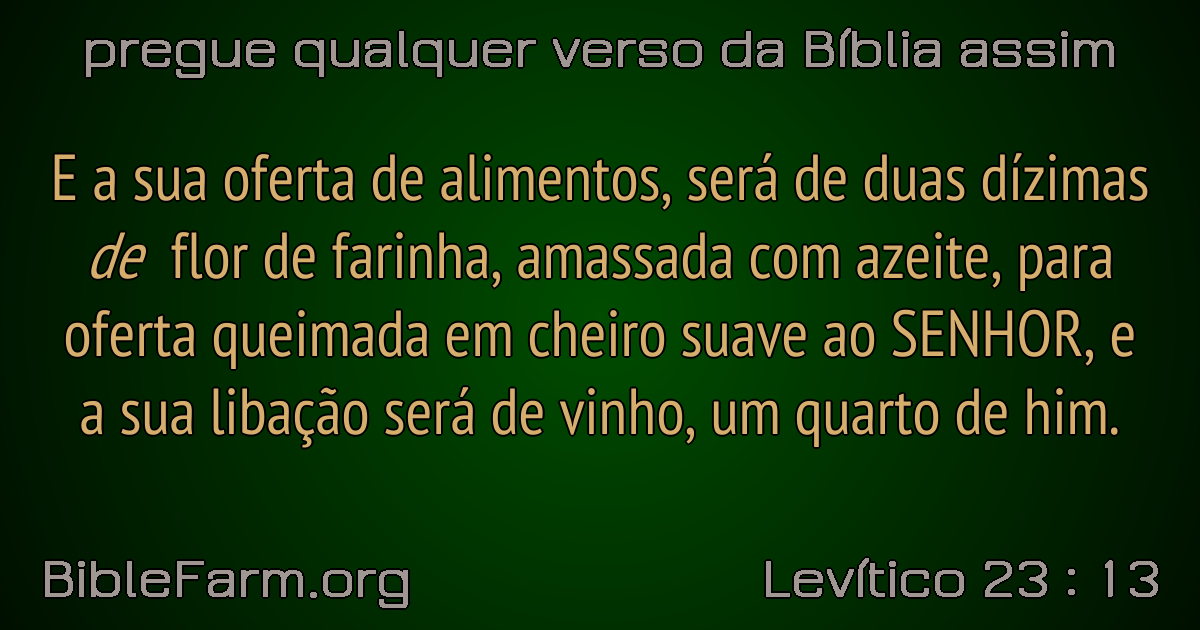 pregue qualquer verso da Bíblia assim
E a sua oferta de alimentos, será de duas dízimas
de flor de farinha, amassada com azeite, para
oferta queimada em cheiro suave ao SENHOR, e
a sua libação será de vinho, um quarto de him.
BibleFarm.org
Levítico 23 : 13